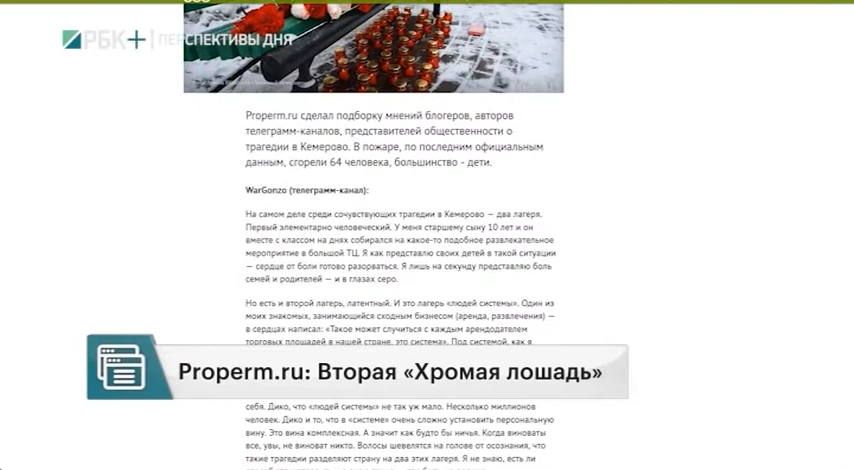 РБК+ | ПЕРСПЕКТИВЫ ДНЯ
Properm.ru сделал подборку мнений блогеров, авторов
телеграмм-каналов, представителей общественности о
трагедии в Кемерово. В пожаре, по последним официальным
данным, сгорели 64 человека, большинство - дети.
WarGonzo (телеграмм-канал):
На самом деле среди сочувствующих трагедии в Кемерово — два лагеря.
Первый элементарно человеческий. У меня старшему сыну 10 лет и он
вместе с классом на днях собирался на какое-то подобное развлекательное
мероприятие в большой ТЦ. Я как представлю своих детей в такой ситуации
— сердце от боли готово разорваться. Я лишь на секунду представляю боль
семей и родителей — и в глазах серо.
Но есть и второй лагерь, латентный. И это лагерь «людей системы». Один из
моих знакомых, занимающийся сходным бизнесом (аренда, развлечения) —
в сердцах написал: «Такое может случиться с каждым арендодателем
торговых площадей в нашей стране, это система». Под системой, как я
Properm.ru: Вторая «Хромая лошадь»
себя. Дико, что «людей системы» не так уж мало. Несколько миллионов
человек. Дико и то, что в «системе» очень сложно установить персональную
вину. Это вина комплексная. А значит как будто бы ничья. Когда виноваты
все, увы, не виноват никто. Волосы шевелятся на голове от осознания, что
такие трагедии разделяют страну на два этих лагеря. Я не знаю, есть ли